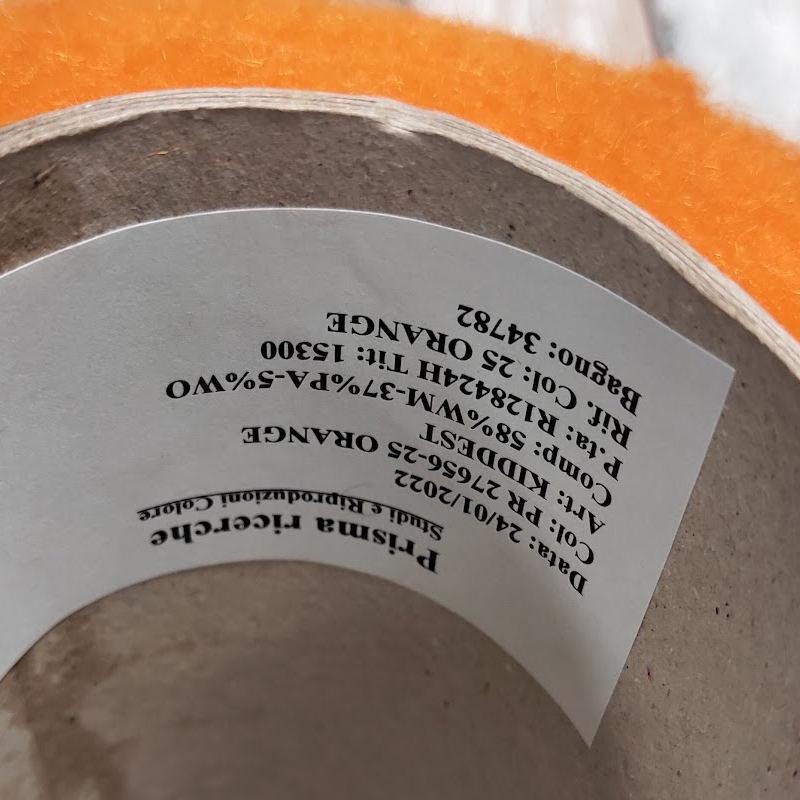 Prisma ricerche
Studi e Riproduzioni Colore
Data: 24/01/2022
Col: PR 27656-25 ORANGE
Art: KIDDEST
Comp: 58%WM-37%PA-5%WO
P.ta: R128424H Tit: 15300
Rif. Col: 25 ORANGE
Bagno: 34782